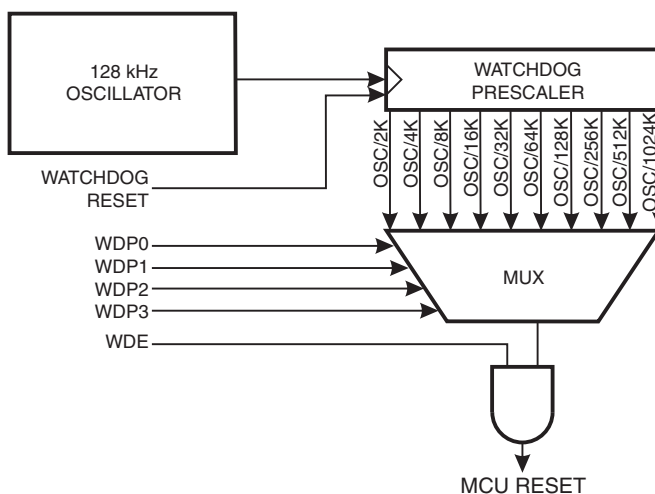 128 kHz
OSCILLATOR
WATCHDOG
PRESCALER
OSC/2K
OSC/4K
OSC/8K
OSC/16K
OSC/32K
OSC/64K
OSC/128K
OSC/256K
OSC/512K
OSC/1024K
WATCHDOG
RESET
WDP0
WDP1
WDP2
WDP3
WDE
MUX
MCU RESET